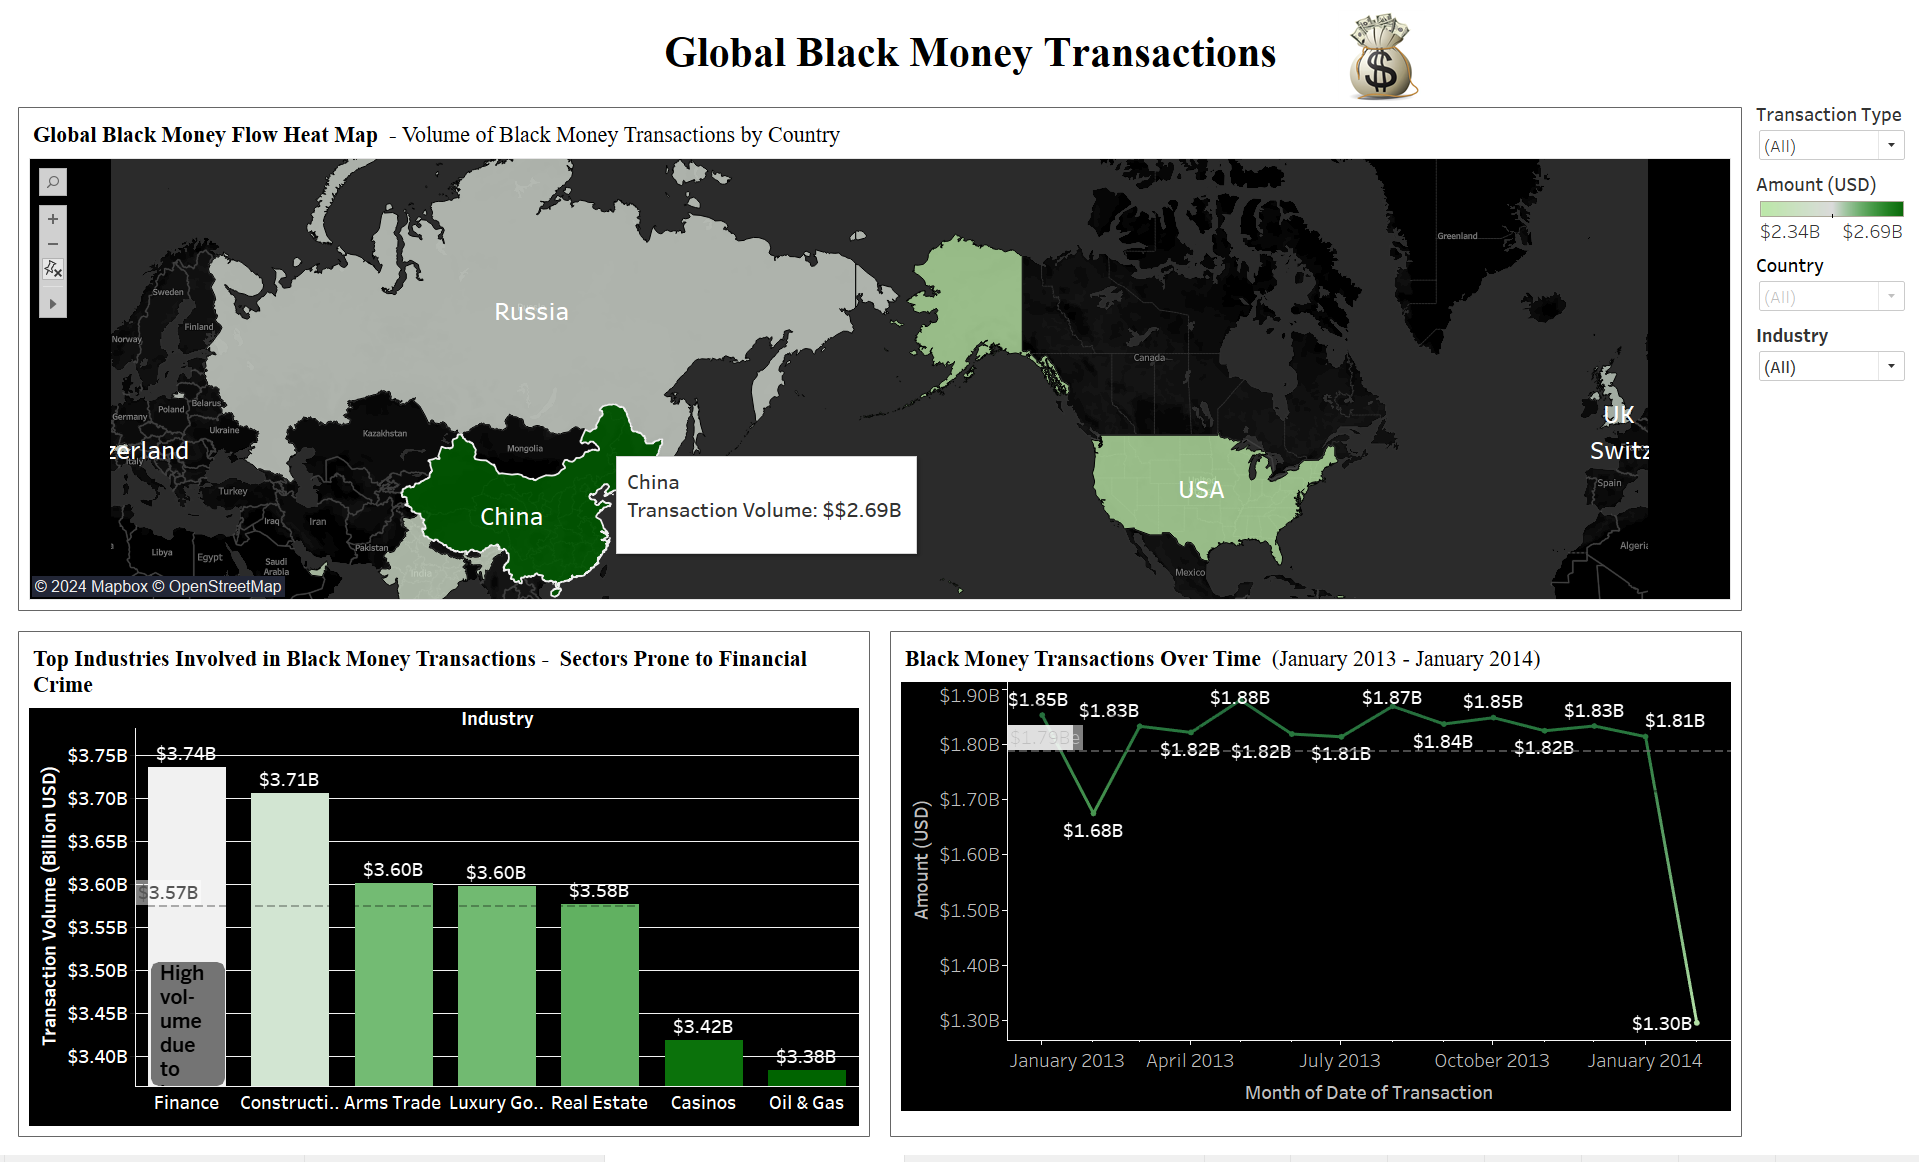 Global Black Money Transactions
$
Global Black Money Flow Heat Map - Volume of Black Money Transactions by Country
Transaction Type
(All)
Amount (USD)
$2.34B $2.69B
Country
(All)
Industry
(All)
Greenland
Sweden
Russia
Finland
Norway
Canada
Poland
Belarus
Germany
UK
Ukraine
Kazakhstan
Mongolia
zerland
Italy
Switz
Turkey
USA
Spain
China
Iraq
Iran
Pakistan
Libya
Egypt
Saudi
Arabia
India
Mexico
Algeria
China
Transaction Volume: $$2.69B
© 2024 Mapbox © OpenStreetMap
Top Industries Involved in Black Money Transactions - Sectors Prone to Financial
Crime
Industry
Transaction Volume (Billion USD)
$3.75B
$3.70B
$3.65B
$3.60B
$3.55B
$3.50B
$3.45B
$3.40B
$3.74B
$3.71B
$3.60B
$3.60B
$3.58B
$3.42B
$3.38B
$3.57B
High
vol-
ume
due
to
Finance Constructi.. Arms Trade Luxury Go.. Real Estate Casinos Oil & Gas
Black Money Transactions Over Time (January 2013 - January 2014)
Amount (USD)
$1.90B
$1.80B
$1.70B
$1.60B
$1.50B
$1.40B
$1.30B
$1.85B
$1.68B
$1.83B
$1.82B
$1.88B
$1.82B
$1.81B
$1.87B
$1.84B
$1.85B
$1.82B
$1.83B
$1.81B
$1.30B
$1.79B
January 2013 April 2013 July 2013 October 2013 January 2014
Month of Date of Transaction